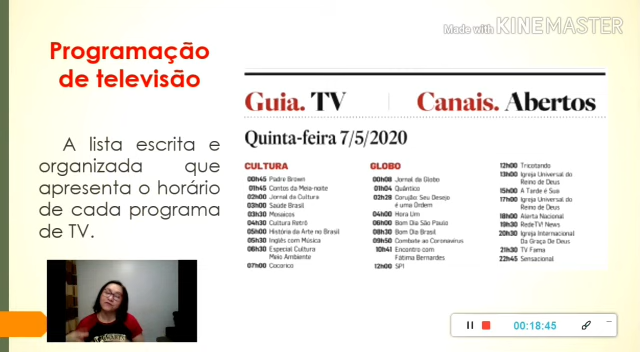 Made with KINEMASTER
Programação
de televisão
A lista escrita e
organizada que
apresenta o horário
de cada programa
de TV.
Guia. TV
Canais. Abertos
Quinta-feira 7/5/2020
CULTURA
00h45 Padre Brown
01h45 Contos da Meia-noite
02h00 Jornal da Cultura
03h00 Saúde Brasil
03h30 Mosaicos
04h30 Cultura Retrô
05h00 História da Arte no Brasil
05h30 Inglês com Música
06h30 Especial Cultura
Meio Ambiente
07h00 Cocoricó
GLOBO
00h08 Jornal da Globo
01h04 Quântico
02h28 Corujão: Seu Desejo
é uma Ordem
04h00 Hora Um
06h00 Bom Dia São Paulo
08h30 Bom Dia Brasil
09h50 Combate ao Coronavírus
10h41 Encontro com
Fátima Bernardes
12h00 SP1
12h00 Tricotando
13h00 Igreja Universal do
Reino de Deus
15h00 A Tarde é Sua
17h00 Igreja Universal do
Reino de Deus
18h00 Alerta Nacional
19h30 RedeTV! News
20h30 Igreja Internacional
Da Graça De Deus
21h30 TV Fama
22h45 Sensacional
00:18:45